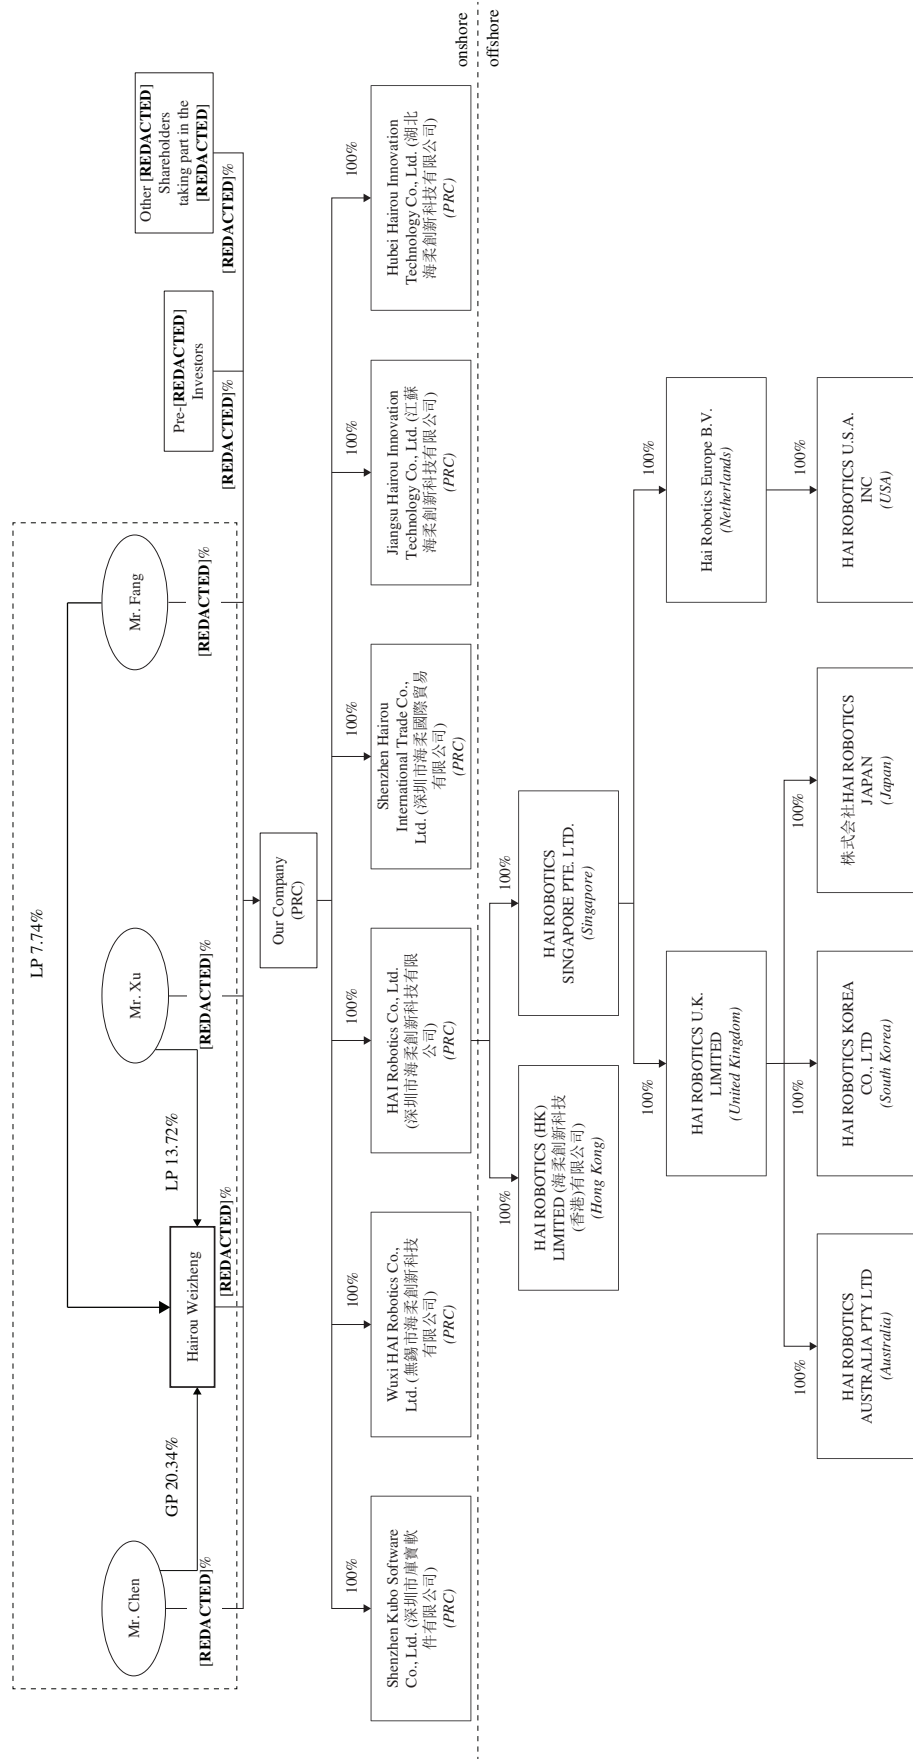 LP 7.74%
Mr. Chen
Mr. Xu
Mr. Fang
GP 20.34%
LP 13.72%
Hairou Weizheng
Pre-[REDACTED]
Investors
Other [REDACTED]
Shareholders
taking part in the
[REDACTED]
[REDACTED]%
[REDACTED]%
[REDACTED]%
[REDACTED]%
[REDACTED]%
[REDACTED]%
Our Company
(PRC)
100%
100%
100%
100%
100%
100%
Shenzhen Kubo Software
Co., Ltd. (深圳市庫寶軟
件有限公司)
(PRC)
Wuxi HAI Robotics Co.,
Ltd. (無錫市海柔創新科技
有限公司)
(PRC)
HAI Robotics Co., Ltd.
(深圳市海柔創新科技有限
公司)
(PRC)
Shenzhen Hairou
International Trade Co.,
Ltd. (深圳市海柔國際貿易
有限公司)
(PRC)
Jiangsu Hairou Innovation
Technology Co., Ltd. (江蘇
海柔創新科技有限公司)
(PRC)
Hubei Hairou Innovation
Technology Co., Ltd. (湖北
海柔創新科技有限公司)
(PRC)
onshore
offshore
100%
100%
HAI ROBOTICS (HK)
LIMITED (海柔創新科技
(香港)有限公司)
(Hong Kong)
HAI ROBOTICS
SINGAPORE PTE. LTD.
(Singapore)
100%
100%
HAI ROBOTICS U.K.
LIMITED
(United Kingdom)
Hai Robotics Europe B.V.
(Netherlands)
100%
100%
100%
100%
HAI ROBOTICS
AUSTRALIA PTY LTD
(Australia)
HAI ROBOTICS KOREA
CO., LTD
(South Korea)
株式会社HAI ROBOTICS
JAPAN
(Japan)
HAI ROBOTICS U.S.A.
INC
(USA)